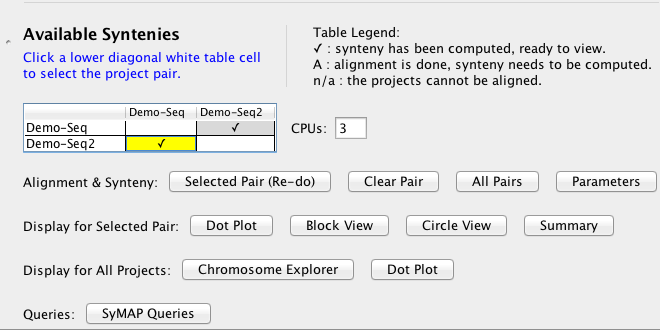 Available Syntenies
Click a lower diagonal white table cell
to select the project pair.
Table Legend:
✓ : synteny has been computed, ready to view.
A : alignment is done, synteny needs to be computed.
n/a : the projects cannot be aligned.
Demo-Seq Demo-Seq2
Demo-Seq ✓
Demo-Seq2 ✓
CPUs: 3
Alignment & Synteny: Selected Pair (Re-do) Clear Pair All Pairs Parameters
Display for Selected Pair: Dot Plot Block View Circle View Summary
Display for All Projects: Chromosome Explorer Dot Plot
Queries: SyMAP Queries